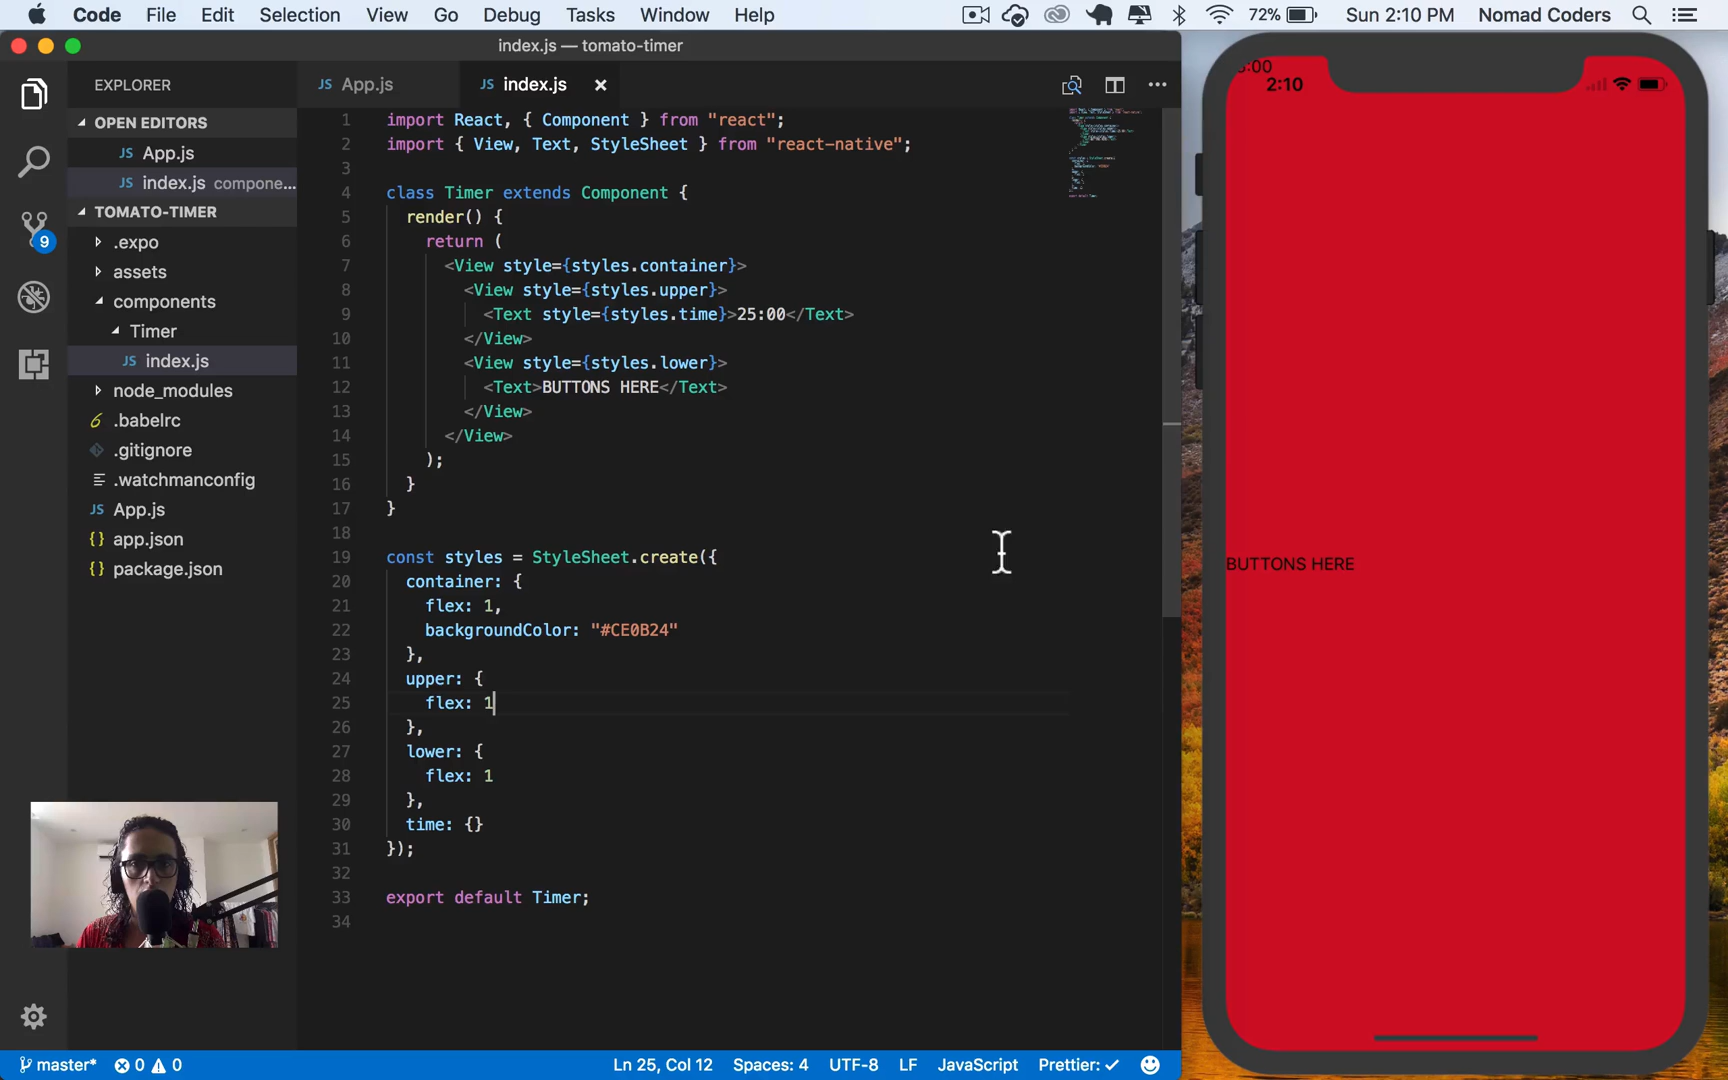 Code File Edit Selection View Go Debug Tasks Window Help 72% Sun 2:10 PM Nomad Coders
index.js — tomato-timer
EXPLORER
OPEN EDITORS
JS App.js
JS index.js compone...
TOMATO-TIMER
.expo
assets
components
Timer
JS index.js
node_modules
.babelrc
.gitignore
.watchmanconfig
JS App.js
{} app.json
{} package.json
9
JS App.js JS index.js
1 import React, { Component } from "react";
2 import { View, Text, StyleSheet } from "react-native";
3
4 class Timer extends Component {
5 render() {
6 return (
7 <View style={styles.container}>
8 <View style={styles.upper}>
9 <Text style={styles.time}>25:00</Text>
10 </View>
11 <View style={styles.lower}>
12 <Text>BUTTONS HERE</Text>
13 </View>
14 </View>
15 );
16 }
17 }
18
19 const styles = StyleSheet.create({
20 container: {
21 flex: 1,
22 backgroundColor: "#CE0B24"
23 },
24 upper: {
25 flex: 1
26 },
27 lower: {
28 flex: 1
29 },
30 time: {}
31 });
32
33 export default Timer;
34
master* 0 0 Ln 25, Col 12 Spaces: 4 UTF-8 LF JavaScript Prettier: ✓
2:10
BUTTONS HERE